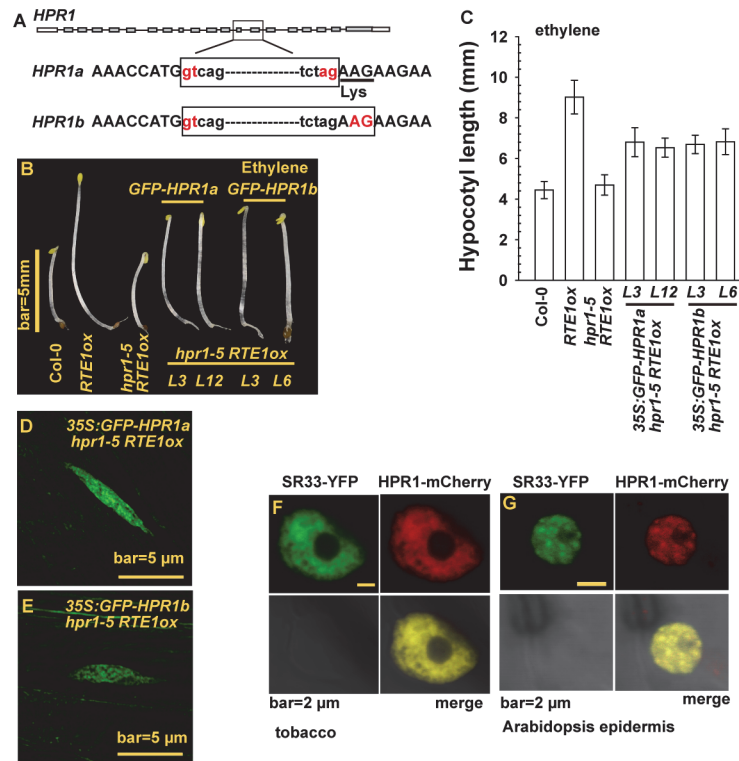 A
HPR1
HPR1a AAACCATGgtcag--------------tctagAAGAAGAA
Lys
HPR1b AAACCATGgtcag--------------tctagAAGAAGAA
B
Ethylene
GFP-HPR1a GFP-HPR1b
bar=5mm
Col-0
RTE1ox
hpr1-5
RTE1ox
hpr1-5 RTE1ox
L3 L12 L3 L6
C
ethylene
Hypocotyl length (mm)
12
10
8
6
4
2
0
Col-0
RTE1ox
hpr1-5
RTE1ox
L3 L12 L3 L6
35S:GFP-HPR1a
hpr1-5 RTE1ox
35S:GFP-HPR1b
hpr1-5 RTE1ox
D
35S:GFP-HPR1a
hpr1-5 RTE1ox
bar=5 µm
E
35S:GFP-HPR1b
hpr1-5 RTE1ox
bar=5 µm
SR33-YFP HPR1-mCherry
F
bar=2 µm merge
tobacco
SR33-YFP HPR1-mCherry
G
bar=2 µm merge
Arabidopsis epidermis